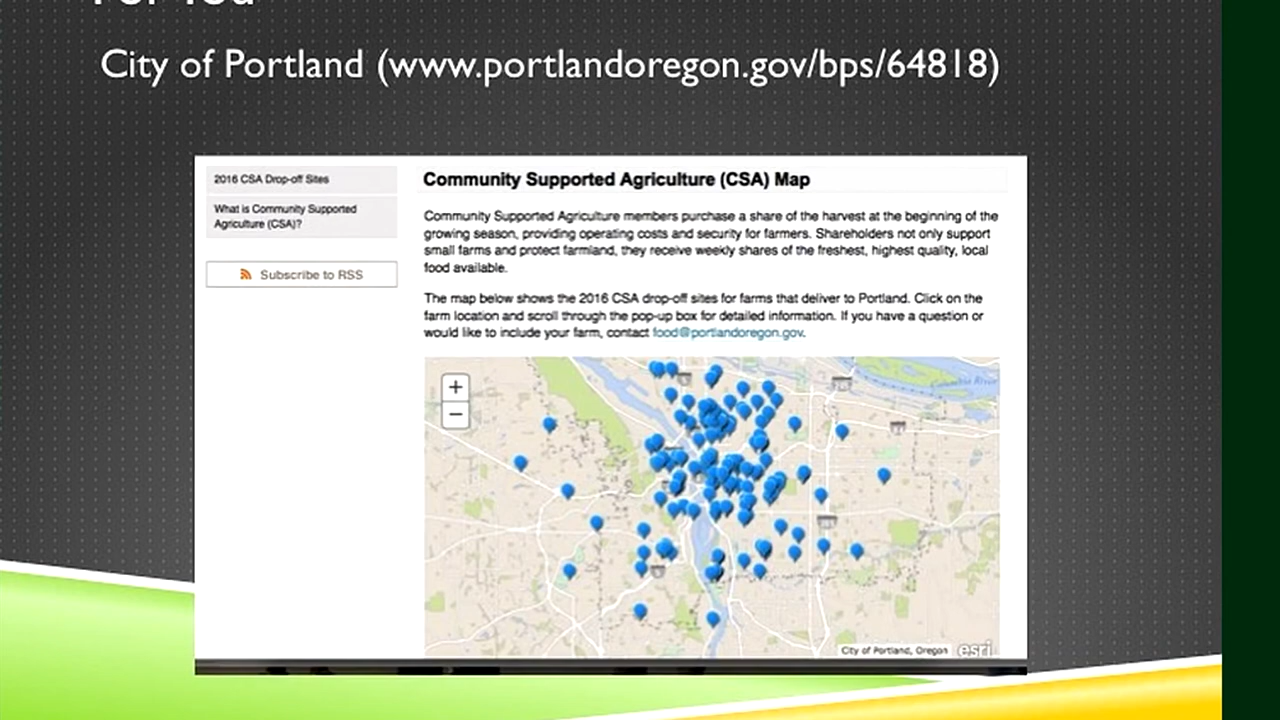 For You
City of Portland (www.portlandoregon.gov/bps/64818)
2016 CSA Drop-off Sites
What is Community Supported
Agriculture (CSA)?
Subscribe to RSS
Community Supported Agriculture (CSA) Map
Community Supported Agriculture members purchase a share of the harvest at the beginning of the
growing season, providing operating costs and security for farmers. Shareholders not only support
small farms and protect farmland, they receive weekly shares of the freshest, highest quality, local
food available.
The map below shows the 2016 CSA drop-off sites for farms that deliver to Portland. Click on the
farm location and scroll through the pop-up box for detailed information. If you have a question or
would like to include your farm, contact food@portlandoregon.gov.
+
−
Columbia River
City of Portland, Oregon
esri